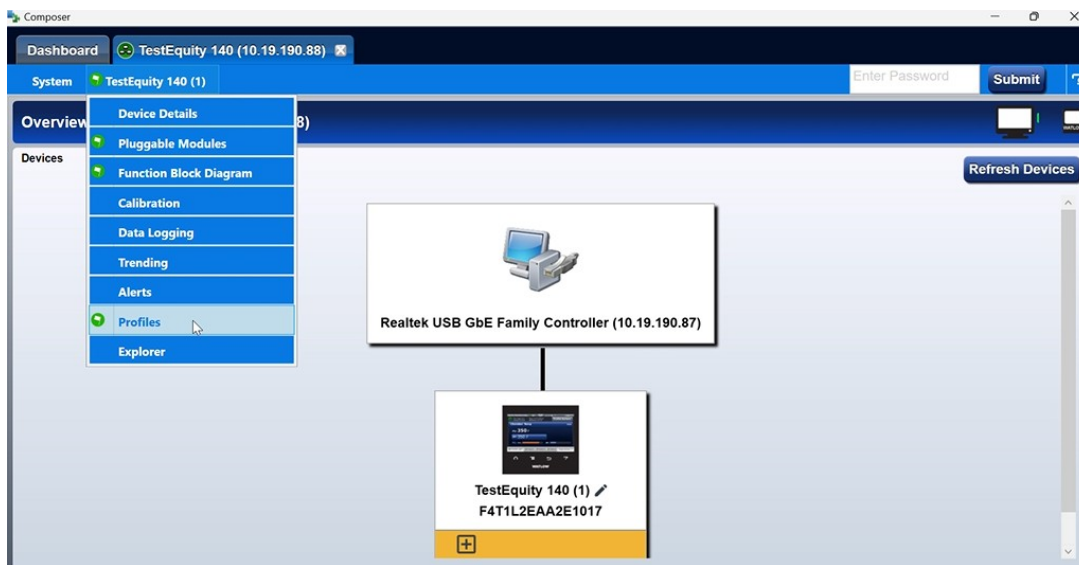 Composer
Dashboard
TestEquity 140 (10.19.190.88)
System
TestEquity 140 (1)
Enter Password
Submit
?
Overview
8)
Devices
Refresh Devices
Device Details
Pluggable Modules
Function Block Diagram
Calibration
Data Logging
Trending
Alerts
Profiles
Explorer
Realtek USB GbE Family Controller (10.19.190.87)
TestEquity 140 (1)
F4T1L2EAA2E1017